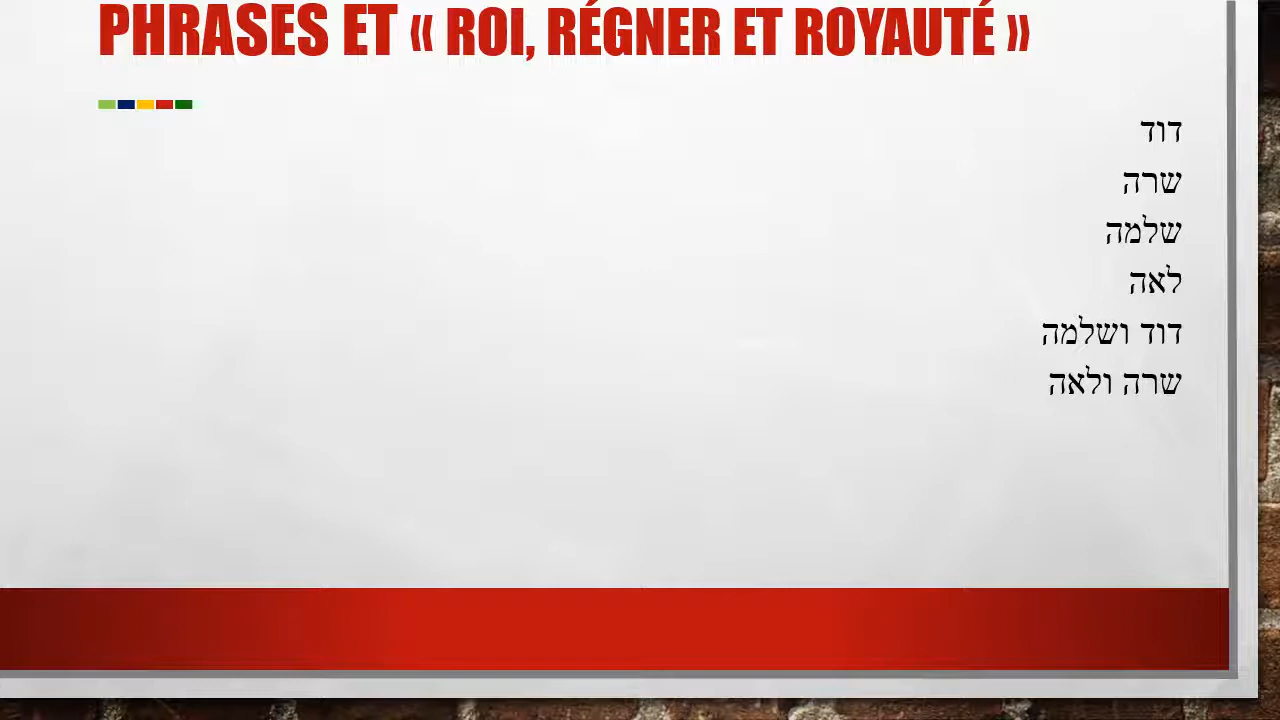 PHRASES ET « ROI, RÉGNER ET ROYAUTÉ »
דוד
שרה
שלמה
לאה
דוד ושלמה
שרה ולאה